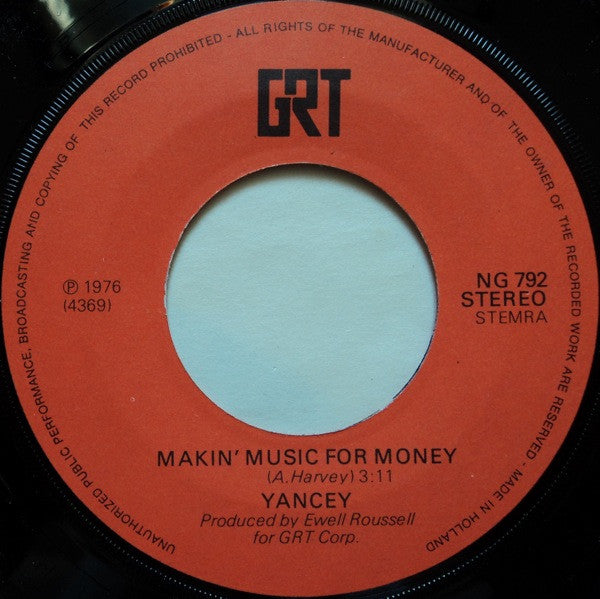 UNAUTHORIZED PUBLIC PERFORMANCE, BROADCASTING AND COPYING OF THIS RECORD PROHIBITED - ALL RIGHTS OF THE MANUFACTURER AND OF THE OWNER OF THE RECORDED WORK ARE RESERVED - MADE IN HOLLAND
GRT
℗ 1976
(4369)
NG 792
STEREO
STEMRA
MAKIN' MUSIC FOR MONEY
(A. Harvey) 3:11
YANCEY
Produced by Ewell Roussell
for GRT Corp.